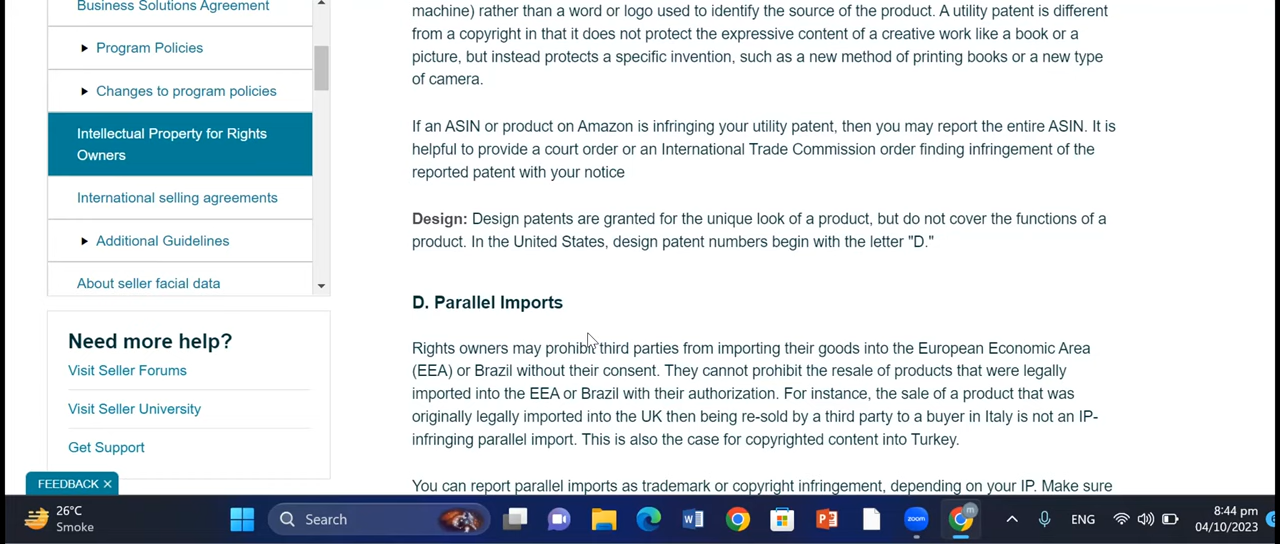 Business Solutions Agreement
Program Policies
Changes to program policies
Intellectual Property for Rights
Owners
International selling agreements
Additional Guidelines
About seller facial data
Need more help?
Visit Seller Forums
Visit Seller University
Get Support
FEEDBACK ×
machine) rather than a word or logo used to identify the source of the product. A utility patent is different
from a copyright in that it does not protect the expressive content of a creative work like a book or a
picture, but instead protects a specific invention, such as a new method of printing books or a new type
of camera.
If an ASIN or product on Amazon is infringing your utility patent, then you may report the entire ASIN. It is
helpful to provide a court order or an International Trade Commission order finding infringement of the
reported patent with your notice
Design: Design patents are granted for the unique look of a product, but do not cover the functions of a
product. In the United States, design patent numbers begin with the letter "D."
D. Parallel Imports
Rights owners may prohibit third parties from importing their goods into the European Economic Area
(EEA) or Brazil without their consent. They cannot prohibit the resale of products that were legally
imported into the EEA or Brazil with their authorization. For instance, the sale of a product that was
originally legally imported into the UK then being re-sold by a third party to a buyer in Italy is not an IP-
infringing parallel import. This is also the case for copyrighted content into Turkey.
You can report parallel imports as trademark or copyright infringement, depending on your IP. Make sure
26°C
Smoke
Search
zoom
m
ENG
8:44 pm
04/10/2023